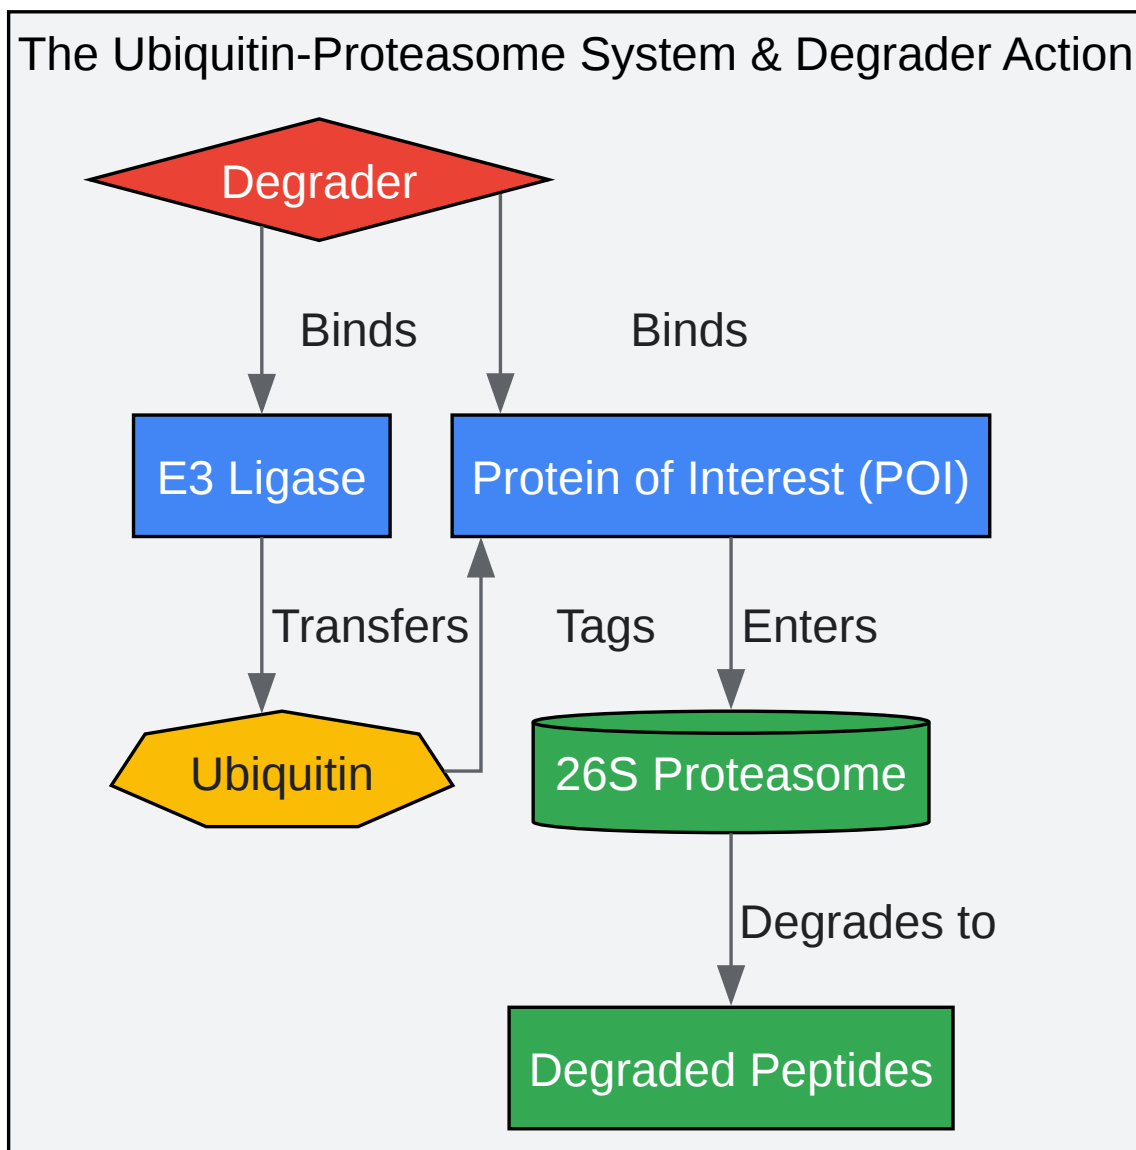 The Ubiquitin-Proteasome System & Degrader Action
Degrader
Binds
Binds
E3 Ligase
Protein of Interest (POI)
Transfers
Tags
Enters
Ubiquitin
26S Proteasome
Degrades to
Degraded Peptides